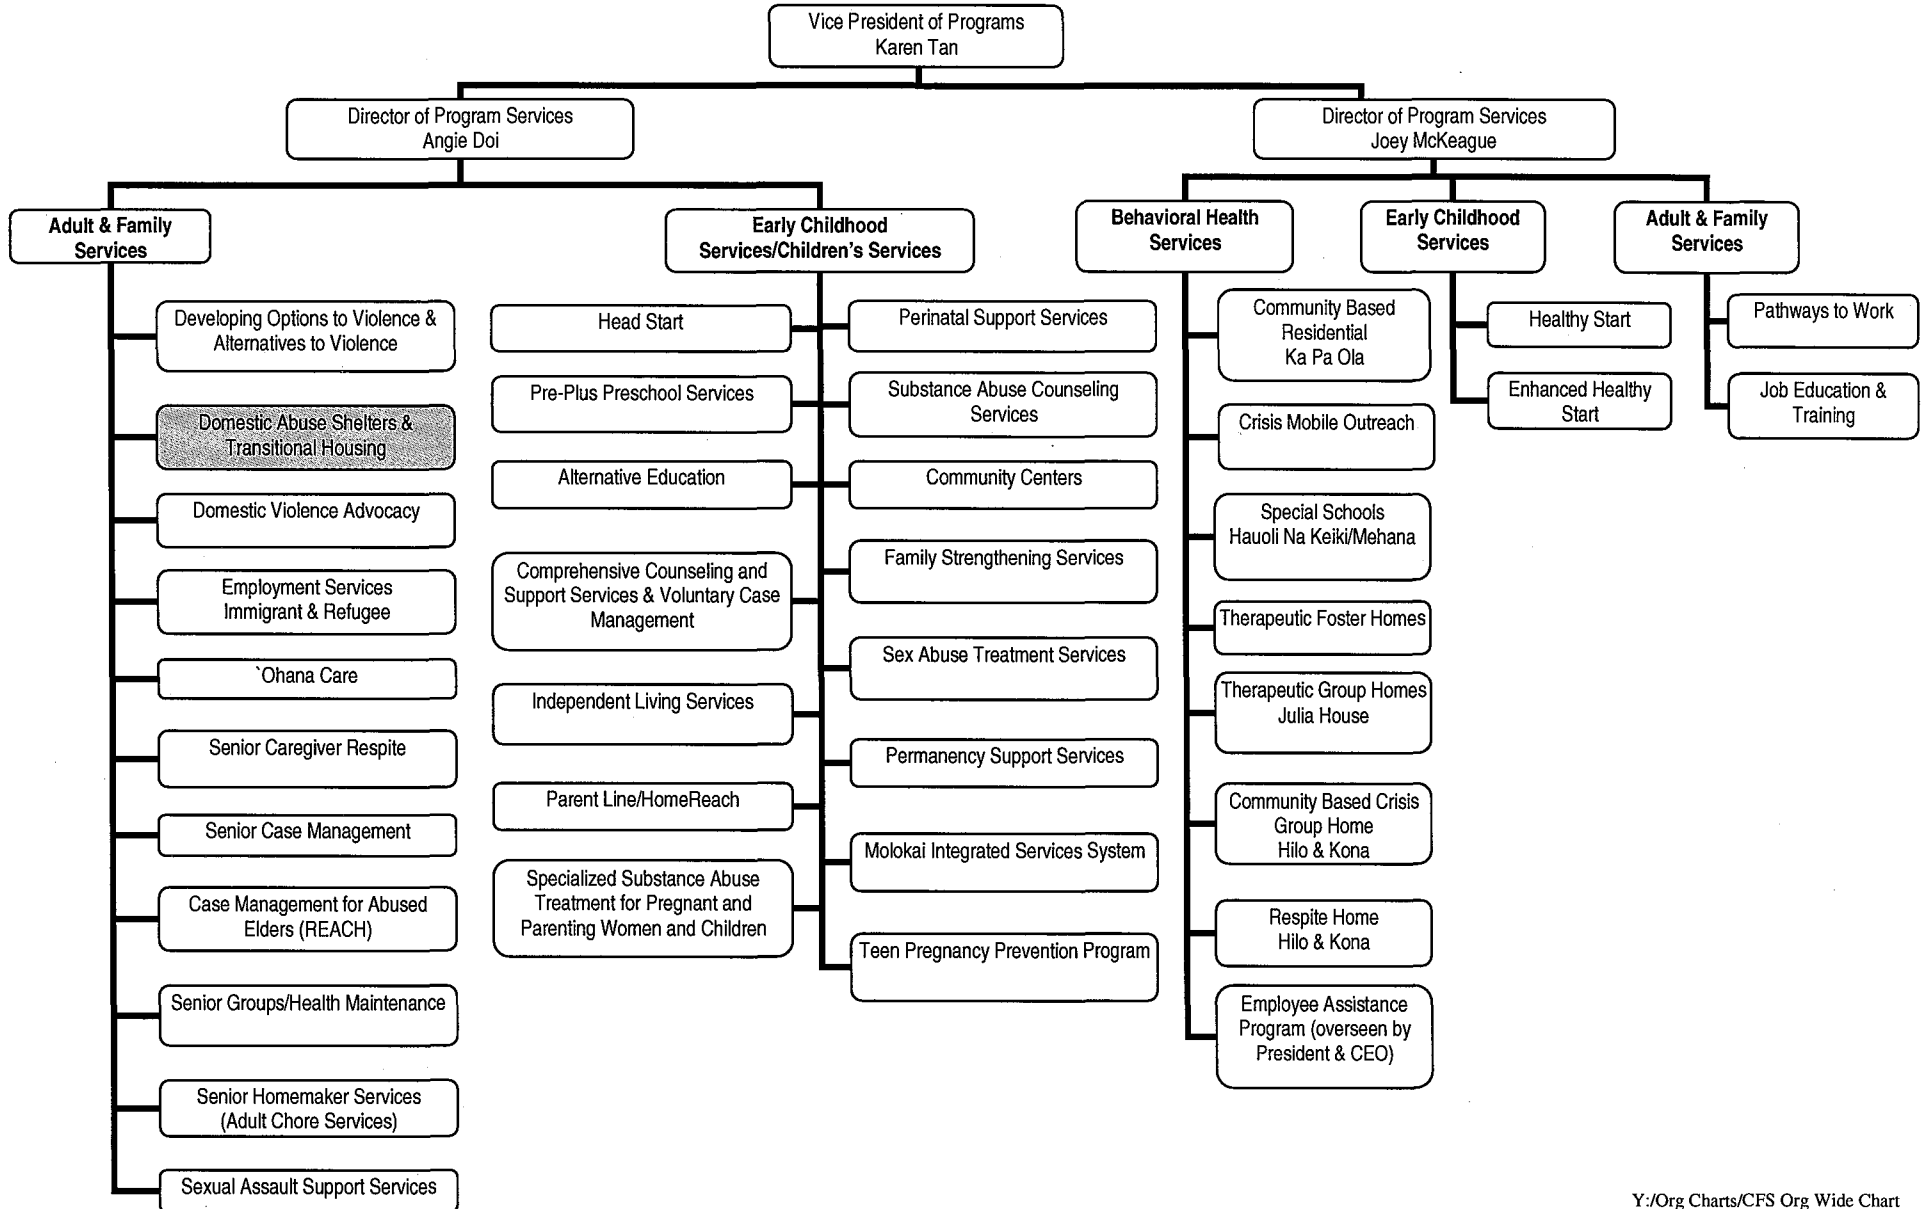 Vice President of Programs
Karen Tan
Director of Program Services
Angie Doi
Director of Program Services
Joey McKeague
Adult & Family
Services
Developing Options to Violence &
Alternatives to Violence
Domestic Abuse Shelters &
Transitional Housing
Domestic Violence Advocacy
Employment Services
Immigrant & Refugee
`Ohana Care
Senior Caregiver Respite
Senior Case Management
Case Management for Abused
Elders (REACH)
Senior Groups/Health Maintenance
Senior Homemaker Services
(Adult Chore Services)
Sexual Assault Support Services
Early Childhood
Services/Children's Services
Head Start
Pre-Plus Preschool Services
Alternative Education
Comprehensive Counseling and
Support Services & Voluntary Case
Management
Independent Living Services
Parent Line/HomeReach
Specialized Substance Abuse
Treatment for Pregnant and
Parenting Women and Children
Perinatal Support Services
Substance Abuse Counseling
Services
Community Centers
Family Strengthening Services
Sex Abuse Treatment Services
Permanency Support Services
Molokai Integrated Services System
Teen Pregnancy Prevention Program
Behavioral Health
Services
Community Based
Residential
Ka Pa Ola
Crisis Mobile Outreach
Special Schools
Hauoli Na Keiki/Mehana
Therapeutic Foster Homes
Therapeutic Group Homes
Julia House
Community Based Crisis
Group Home
Hilo & Kona
Respite Home
Hilo & Kona
Employee Assistance
Program (overseen by
President & CEO)
Early Childhood
Services
Healthy Start
Enhanced Healthy
Start
Adult & Family
Services
Pathways to Work
Job Education &
Training
Y:/Org Charts/CFS Org Wide Chart